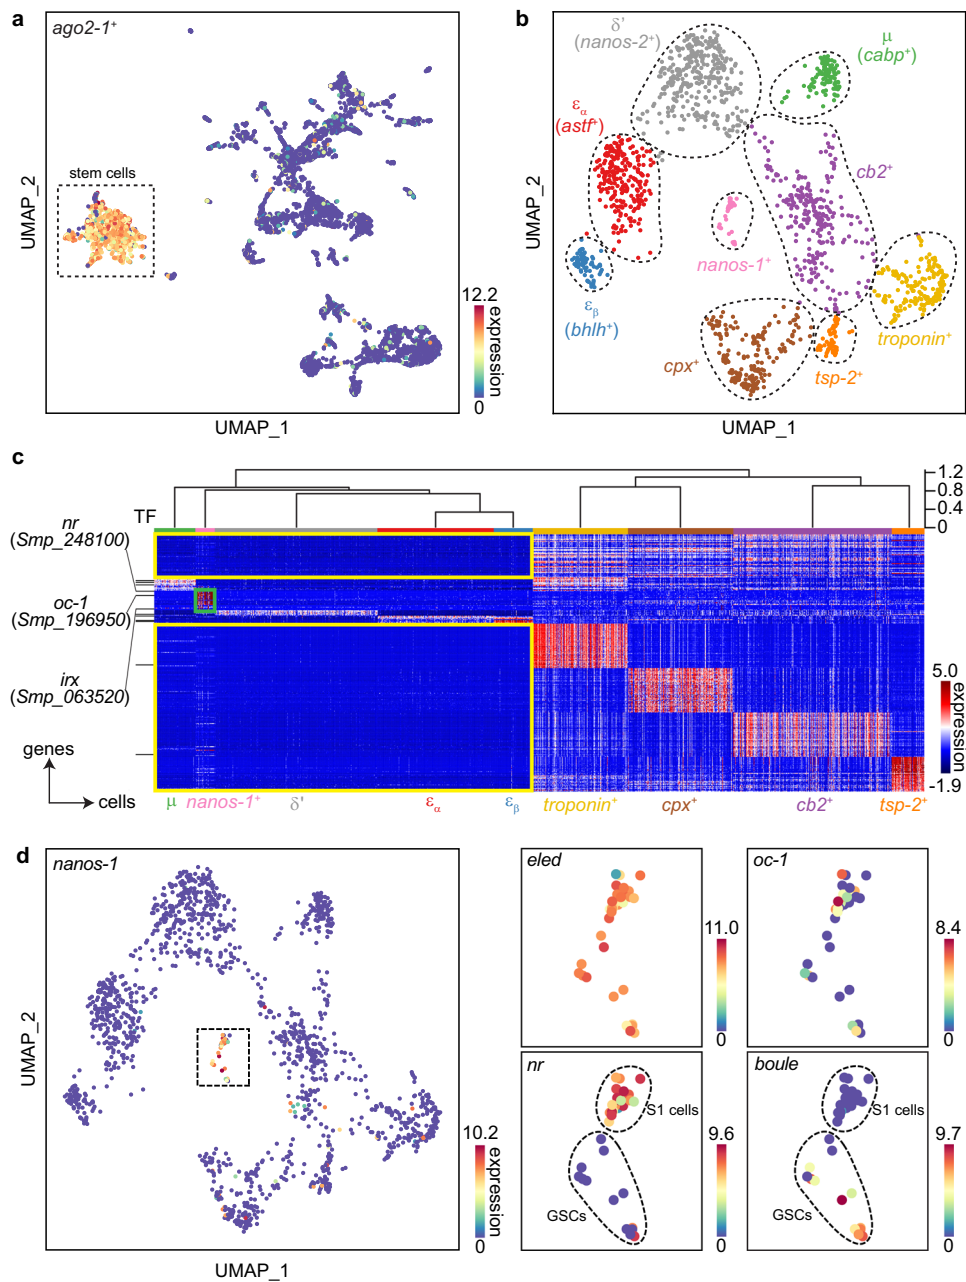 a
ago2-1+
stem cells
12.2
expression
0
UMAP_2
UMAP_1
b
δ'
(nanos-2+)
μ
(cabp+)
εα
(astf+)
cb2+
nanos-1+
εβ
(bhlh+)
troponin+
cpx+
tsp-2+
UMAP_2
UMAP_1
c
1.2
0.8
0.4
0
TF
nr
(Smp_248100)
oc-1
(Smp_196950)
irx
(Smp_063520)
genes
cells
5.0
expression
-1.9
μ nanos-1+ δ' εα εβ troponin+ cpx+ cb2+ tsp-2+
d
nanos-1
10.2
expression
0
UMAP_2
UMAP_1
eled
11.0
0
oc-1
8.4
0
nr
S1 cells
GSCs
9.6
0
boule
S1 cells
GSCs
9.7
0